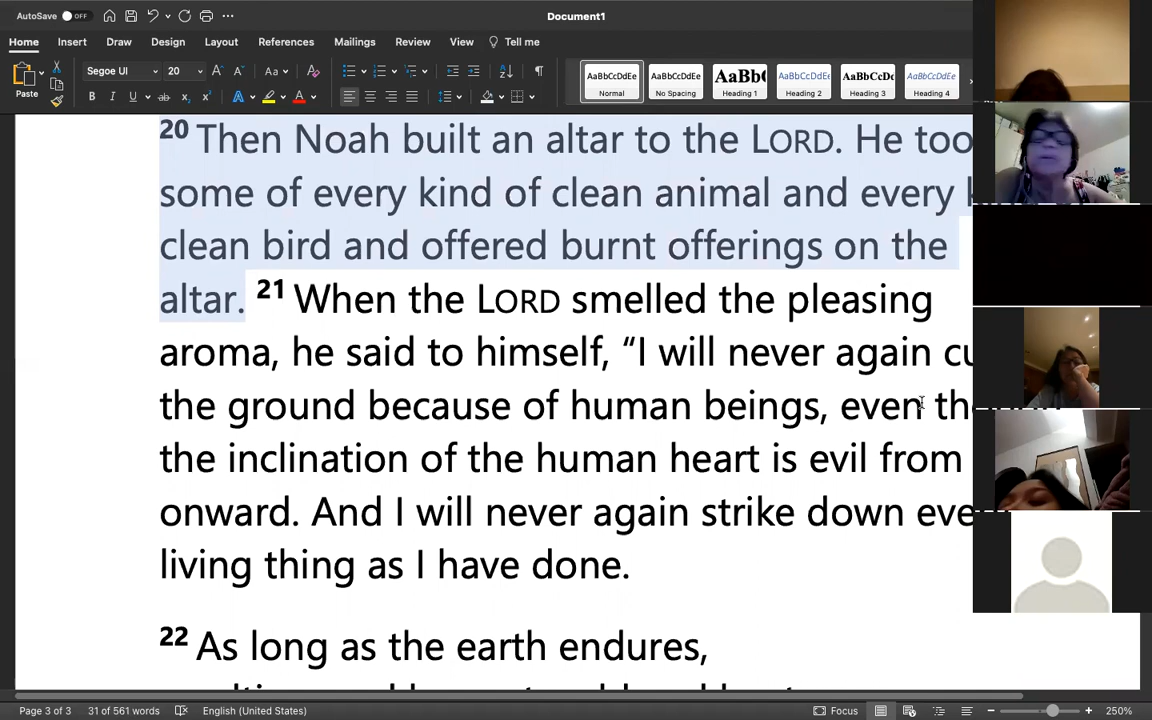 AutoSave OFF
Document1
Home Insert Draw Design Layout References Mailings Review View Tell me
Paste
Segoe UI 20
AaBbCcDdEe AaBbCcDdEe AaBb( AaBbCcDdEe AaBbCcDc AaBbCcDdEe
Normal No Spacing Heading 1 Heading 2 Heading 3 Heading 4
20 Then Noah built an altar to the LORD. He too
some of every kind of clean animal and every
clean bird and offered burnt offerings on the
altar. 21 When the LORD smelled the pleasing
aroma, he said to himself, “I will never again cu
the ground because of human beings, even
the inclination of the human heart is evil from
onward. And I will never again strike down eve
living thing as I have done.
22 As long as the earth endures,
Page 3 of 3 31 of 561 words English (United States) Focus 250%